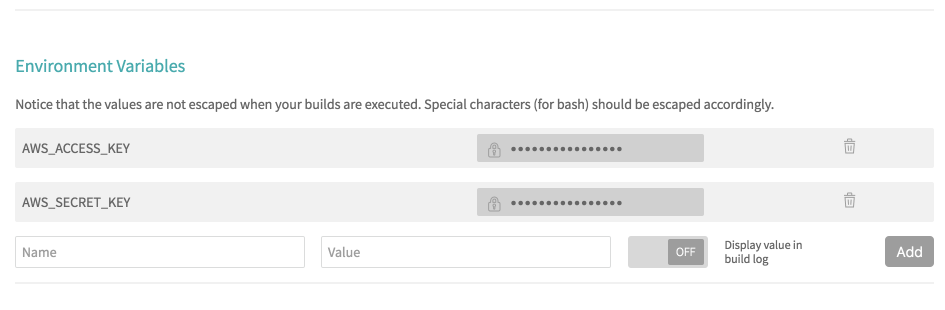 Environment Variables
Notice that the values are not escaped when your builds are executed. Special characters (for bash) should be escaped accordingly.
AWS_ACCESS_KEY ••••••••••••••••
AWS_SECRET_KEY ••••••••••••••••
Name Value OFF Display value in build log Add